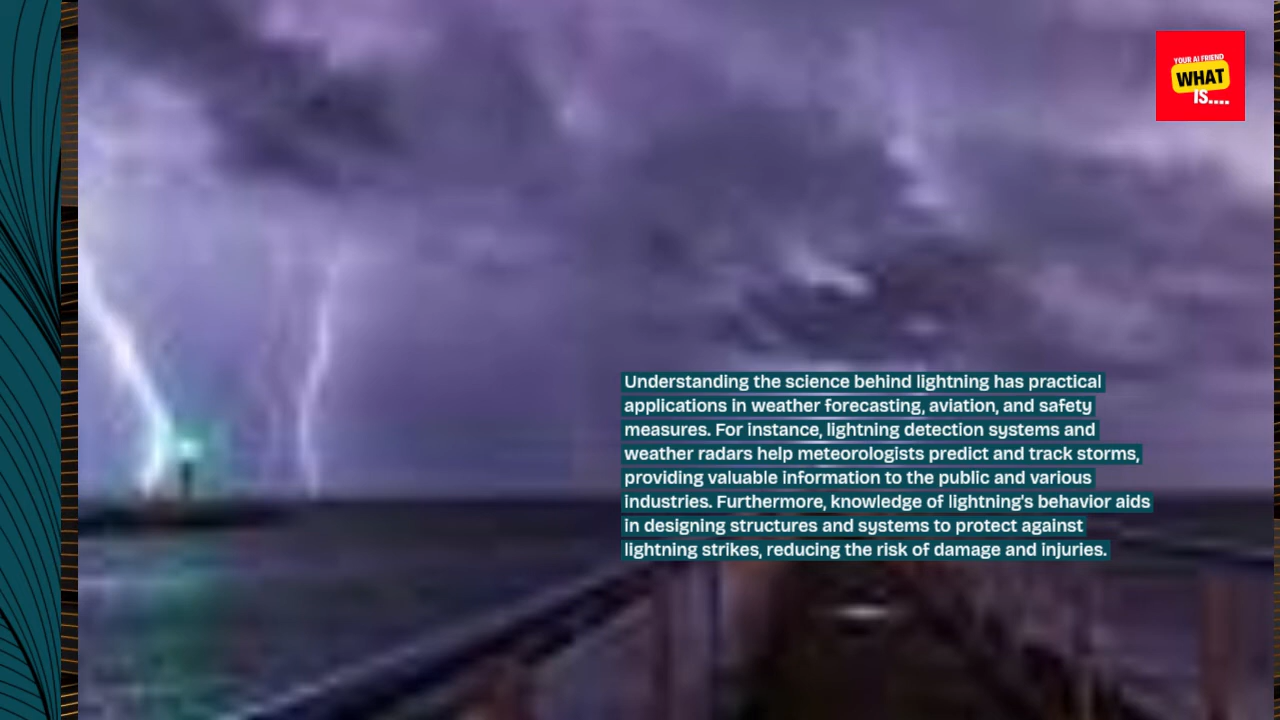 YOUR AI FRIEND
WHAT
IS....
Understanding the science behind lightning has practical
applications in weather forecasting, aviation, and safety
measures. For instance, lightning detection systems and
weather radars help meteorologists predict and track storms,
providing valuable information to the public and various
industries. Furthermore, knowledge of lightning's behavior aids
in designing structures and systems to protect against
lightning strikes, reducing the risk of damage and injuries.